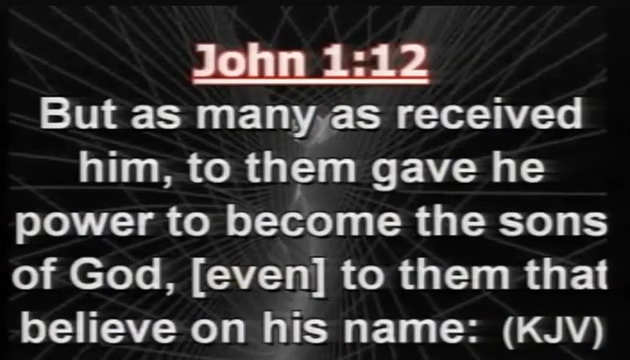 John 1:12
But as many as received
him, to them gave he
power to become the sons
of God, [even] to them that
believe on his name: (KJV)